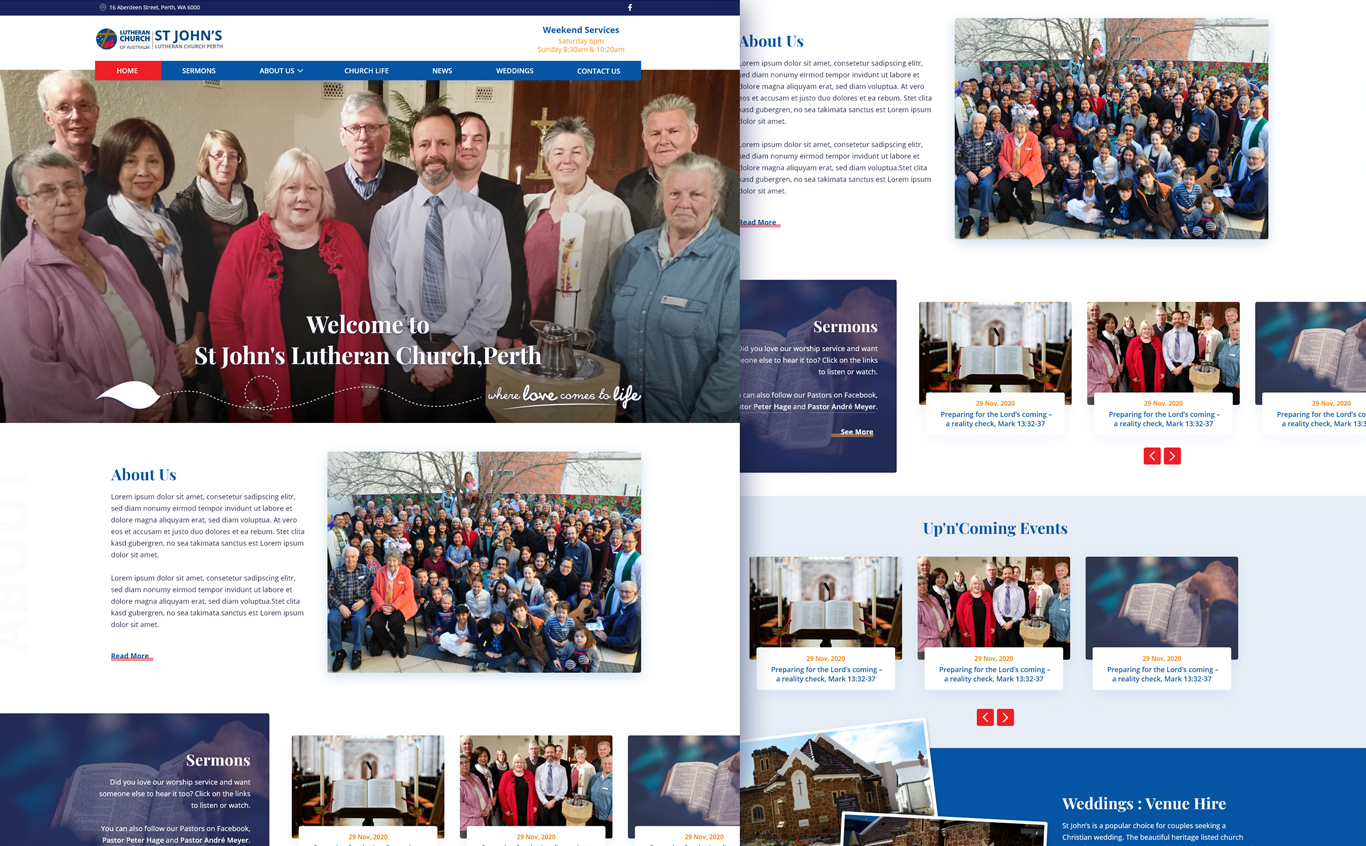 16 Aberdeen Street, Perth, WA 6000
LUTHERAN
CHURCH
OF AUSTRALIA
ST JOHN'S
LUTHERAN CHURCH PERTH
Weekend Services
Saturday 6pm
Sunday 8:30am & 10:20am
HOME SERMONS ABOUT US CHURCH LIFE NEWS WEDDINGS CONTACT US
Welcome to
St John's Lutheran Church,Perth
where love comes to life
ABOUT
About Us
Lorem ipsum dolor sit amet, consetetur sadipscing elitr,
sed diam nonumy eirmod tempor invidunt ut labore et
dolore magna aliquyam erat, sed diam voluptua. At vero
eos et accusam et justo duo dolores et ea rebum. Stet clita
kasd gubergren, no sea takimata sanctus est Lorem ipsum
dolor sit amet.
Lorem ipsum dolor sit amet, consetetur sadipscing elitr,
sed diam nonumy eirmod tempor invidunt ut labore et
dolore magna aliquyam erat, sed diam voluptua.Stet clita
kasd gubergren, no sea takimata sanctus est Lorem ipsum
dolor sit amet.
Read More
Sermons
Did you love our worship service and want
someone else to hear it too? Click on the links
to listen or watch.
You can also follow our Pastors on Facebook,
Pastor Peter Hage and Pastor André Meyer.
29 Nov, 2020
29 Nov, 2020
29 Nov, 2020
About Us
Lorem ipsum dolor sit amet, consetetur sadipscing elitr,
sed diam nonumy eirmod tempor invidunt ut labore et
dolore magna aliquyam erat, sed diam voluptua. At vero
eos et accusam et justo duo dolores et ea rebum. Stet clita
kasd gubergren, no sea takimata sanctus est Lorem ipsum
dolor sit amet.
Lorem ipsum dolor sit amet, consetetur sadipscing elitr,
sed diam nonumy eirmod tempor invidunt ut labore et
dolore magna aliquyam erat, sed diam voluptua.Stet clita
kasd gubergren, no sea takimata sanctus est Lorem ipsum
dolor sit amet.
Read More
Sermons
Did you love our worship service and want
eone else to hear it too? Click on the links
to listen or watch.
can also follow our Pastors on Facebook,
stor Peter Hage and Pastor André Meyer.
See More
29 Nov, 2020
Preparing for the Lord's coming –
a reality check, Mark 13:32-37
29 Nov, 2020
Preparing for the Lord's coming –
a reality check, Mark 13:32-37
29 Nov, 2020
Preparing for the Lord's co
a reality check, Mark 13:3
Up'n'Coming Events
29 Nov, 2020
Preparing for the Lord's coming –
a reality check, Mark 13:32-37
29 Nov, 2020
Preparing for the Lord's coming –
a reality check, Mark 13:32-37
29 Nov, 2020
Preparing for the Lord's coming –
a reality check, Mark 13:32-37
Weddings : Venue Hire
St John's is a popular choice for couples seeking a
Christian wedding. The beautiful heritage listed church